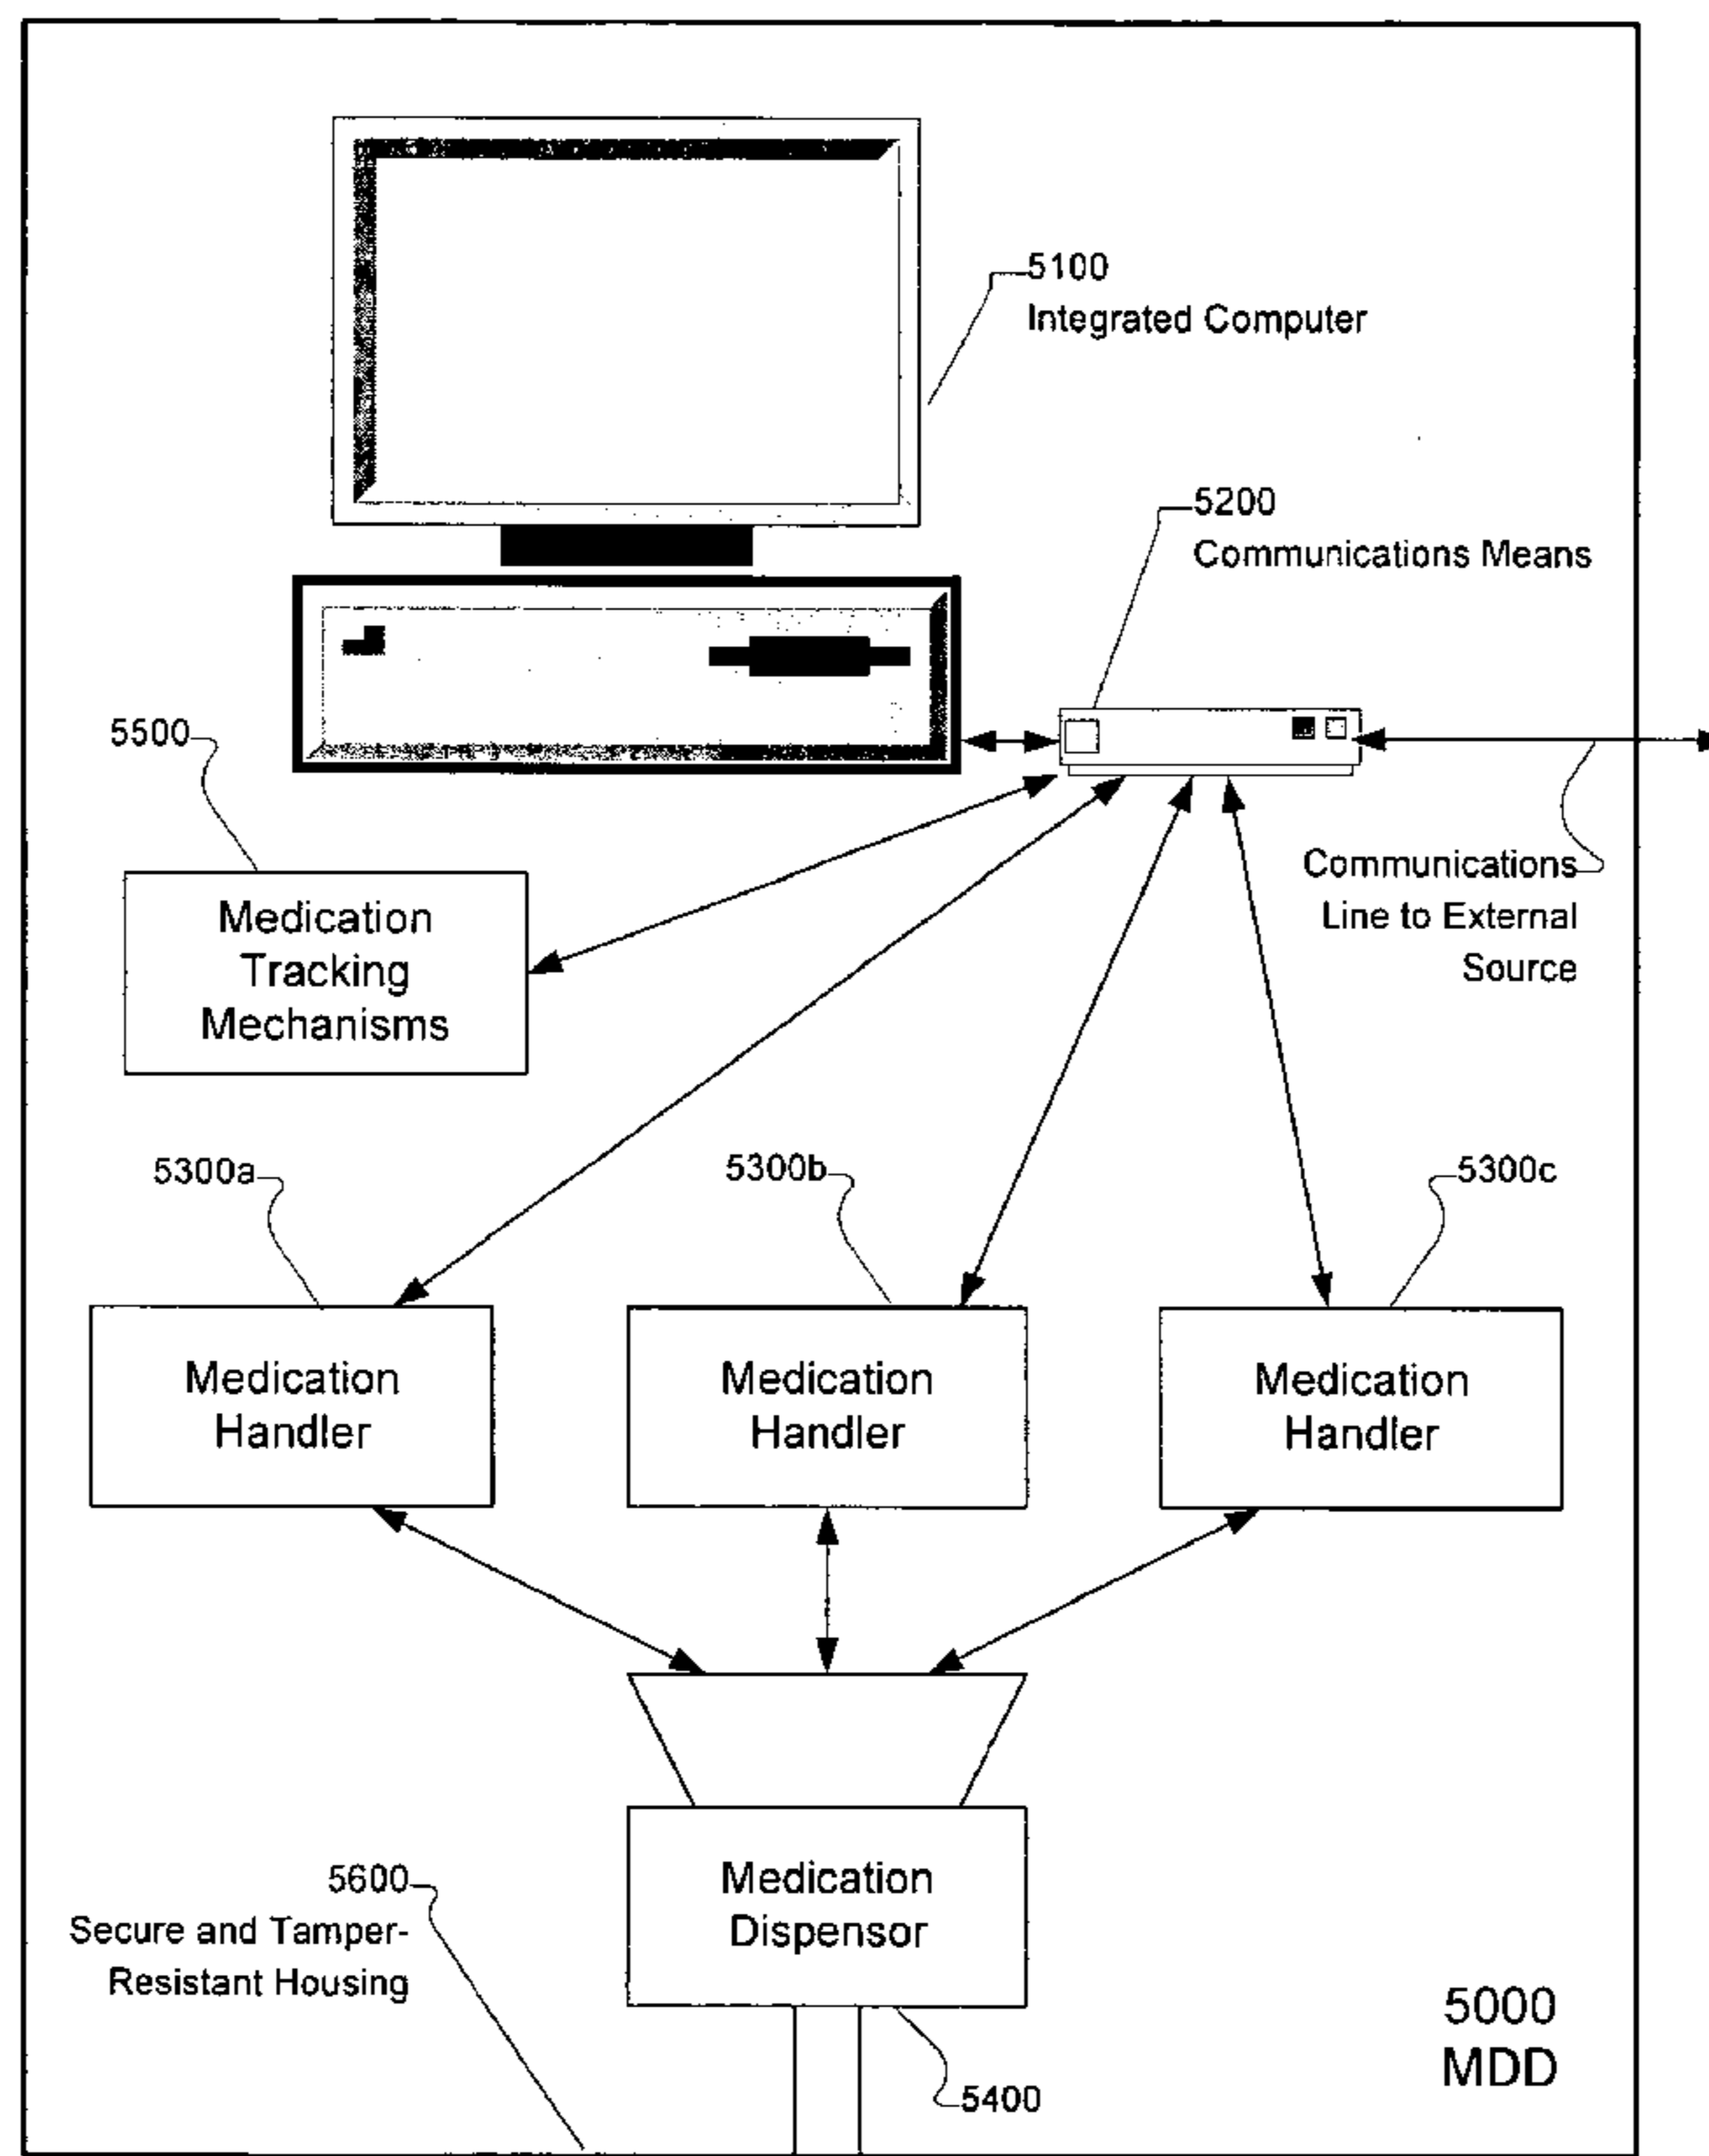 5100
Integrated Computer
5200
Communications Means
5500
Communications
Line to External
Source
Medication
Tracking
Mechanisms
5300a
5300b
5300c
Medication
Handler
Medication
Handler
Medication
Handler
5600
Secure and Tamper-
Resistant Housing
Medication
Dispensor
5400
5000
MDD